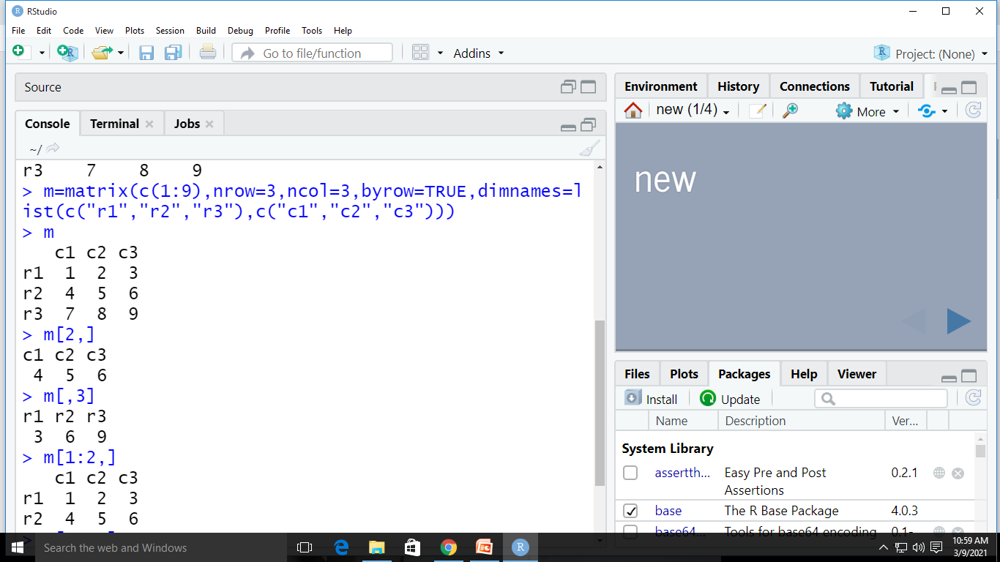 RStudio
File Edit Code View Plots Session Build Debug Profile Tools Help
Go to file/function Addins Project: (None)
Source
Console Terminal Jobs
~/
r3 7 8 9
> m=matrix(c(1:9),nrow=3,ncol=3,byrow=TRUE,dimnames=l
ist(c("r1","r2","r3"),c("c1","c2","c3")))
> m
c1 c2 c3
r1 1 2 3
r2 4 5 6
r3 7 8 9
> m[2,]
c1 c2 c3
4 5 6
> m[,3]
r1 r2 r3
3 6 9
> m[1:2,]
c1 c2 c3
r1 1 2 3
r2 4 5 6
>
Environment History Connections Tutorial
new (1/4) More
new
Files Plots Packages Help Viewer
Install Update
Name Description Ver...
System Library
assertth... Easy Pre and Post 0.2.1
Assertions
base The R Base Package 4.0.3
base64... Tools for base64 encoding 0.1-
Search the web and Windows
10:59 AM
3/9/2021